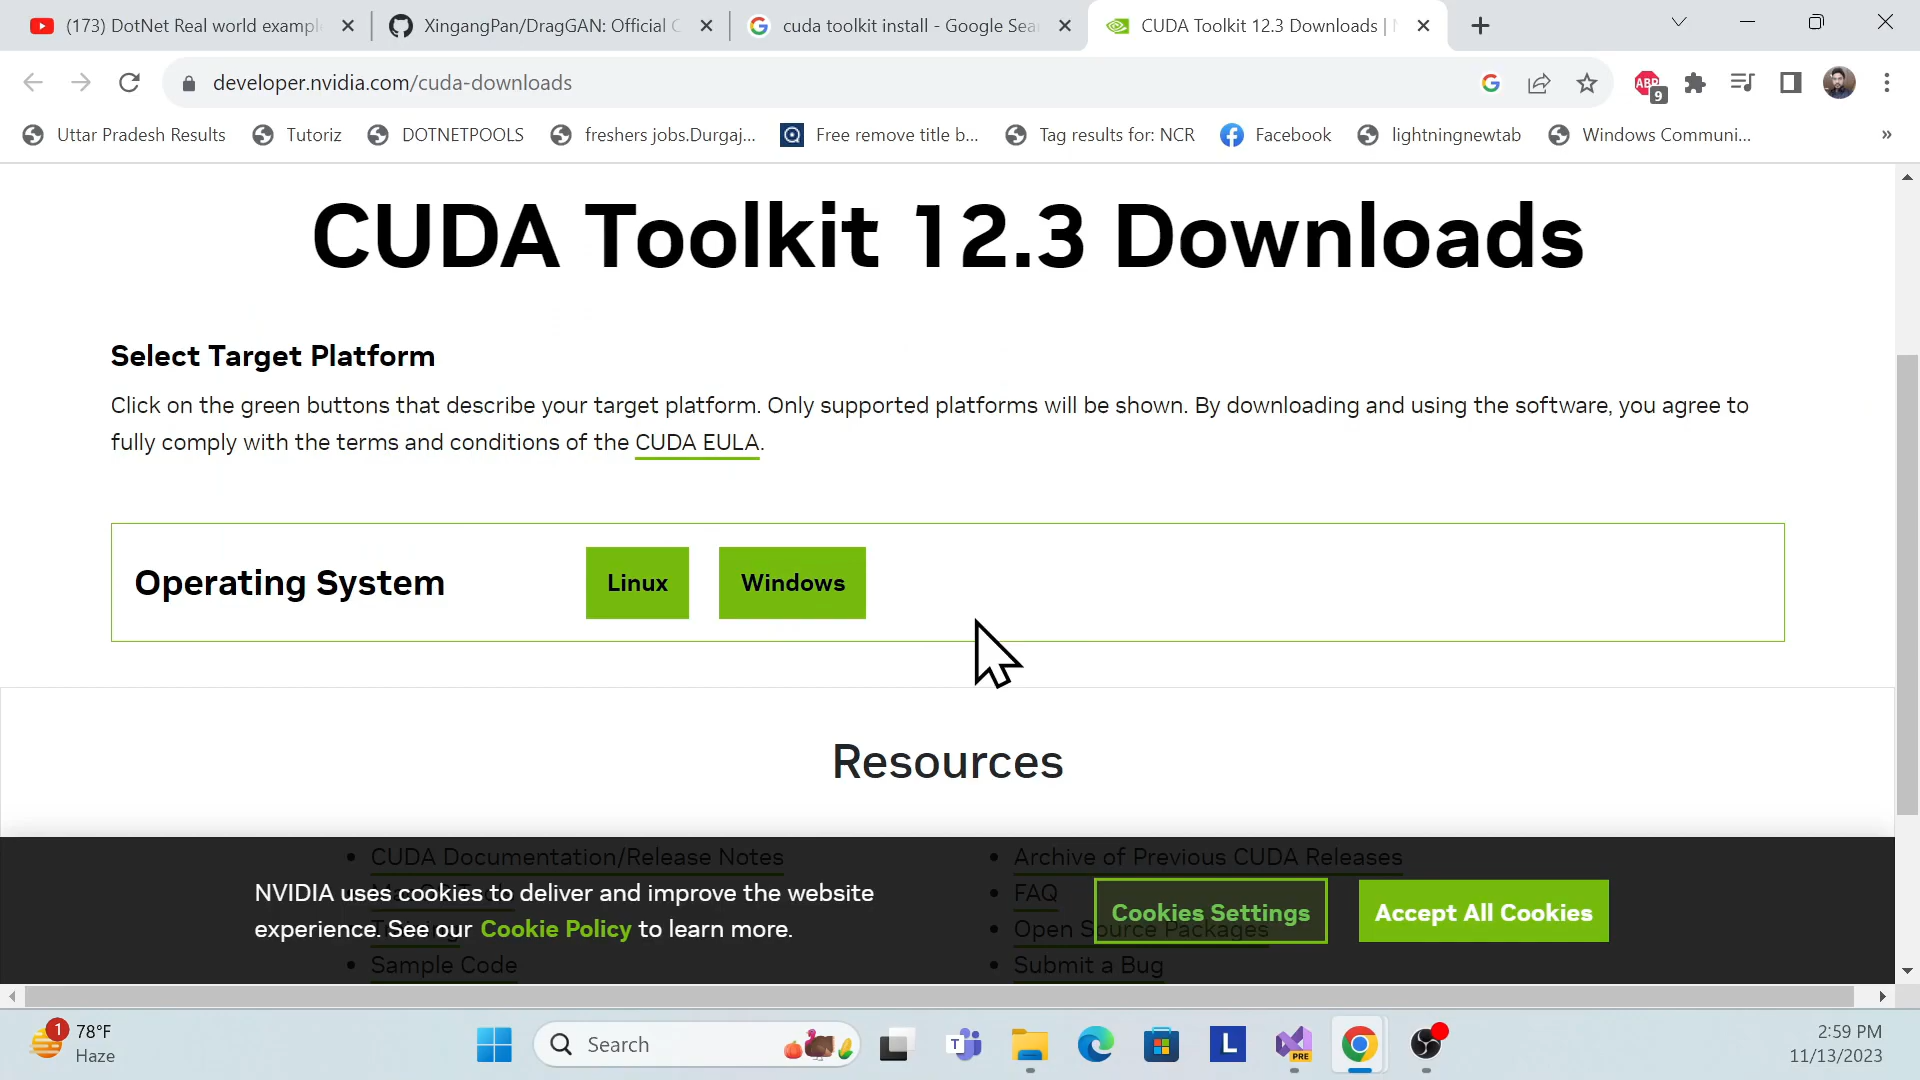 (173) DotNet Real world exampl
XingangPan/DragGAN: Official C
cuda toolkit install - Google Sea
CUDA Toolkit 12.3 Downloads |
developer.nvidia.com/cuda-downloads
ABP
9
Uttar Pradesh Results
Tutoriz
DOTNETPOOLS
freshers jobs.Durgaj...
Free remove title b...
Tag results for: NCR
Facebook
lightningnewtab
Windows Communi...
»
CUDA Toolkit 12.3 Downloads
Select Target Platform
Click on the green buttons that describe your target platform. Only supported platforms will be shown. By downloading and using the software, you agree to
fully comply with the terms and conditions of the CUDA EULA.
Operating System
Linux
Windows
Resources
CUDA Documentation/Release Notes
Archive of Previous CUDA Releases
NVIDIA uses cookies to deliver and improve the website
experience. See our Cookie Policy to learn more.
FAQ
Open Source Packages
Cookies Settings
Accept All Cookies
Sample Code
Submit a Bug
1
78°F
Haze
Search
T
L
PRE
2:59 PM
11/13/2023